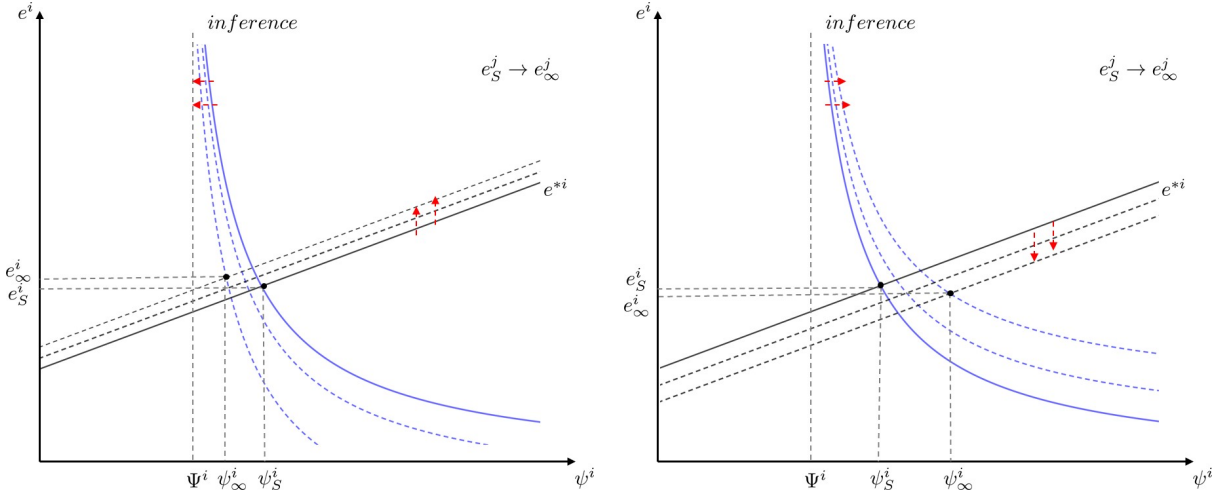 e^i
inference
e^j_S → e^j_∞
e^{*i}
e^i_∞
e^i_S
Ψ^i
ψ^i_∞
ψ^i_S
ψ^i
e^i
inference
e^j_S → e^j_∞
e^{*i}
e^i_S
e^i_∞
Ψ^i
ψ^i_S
ψ^i_∞
ψ^i